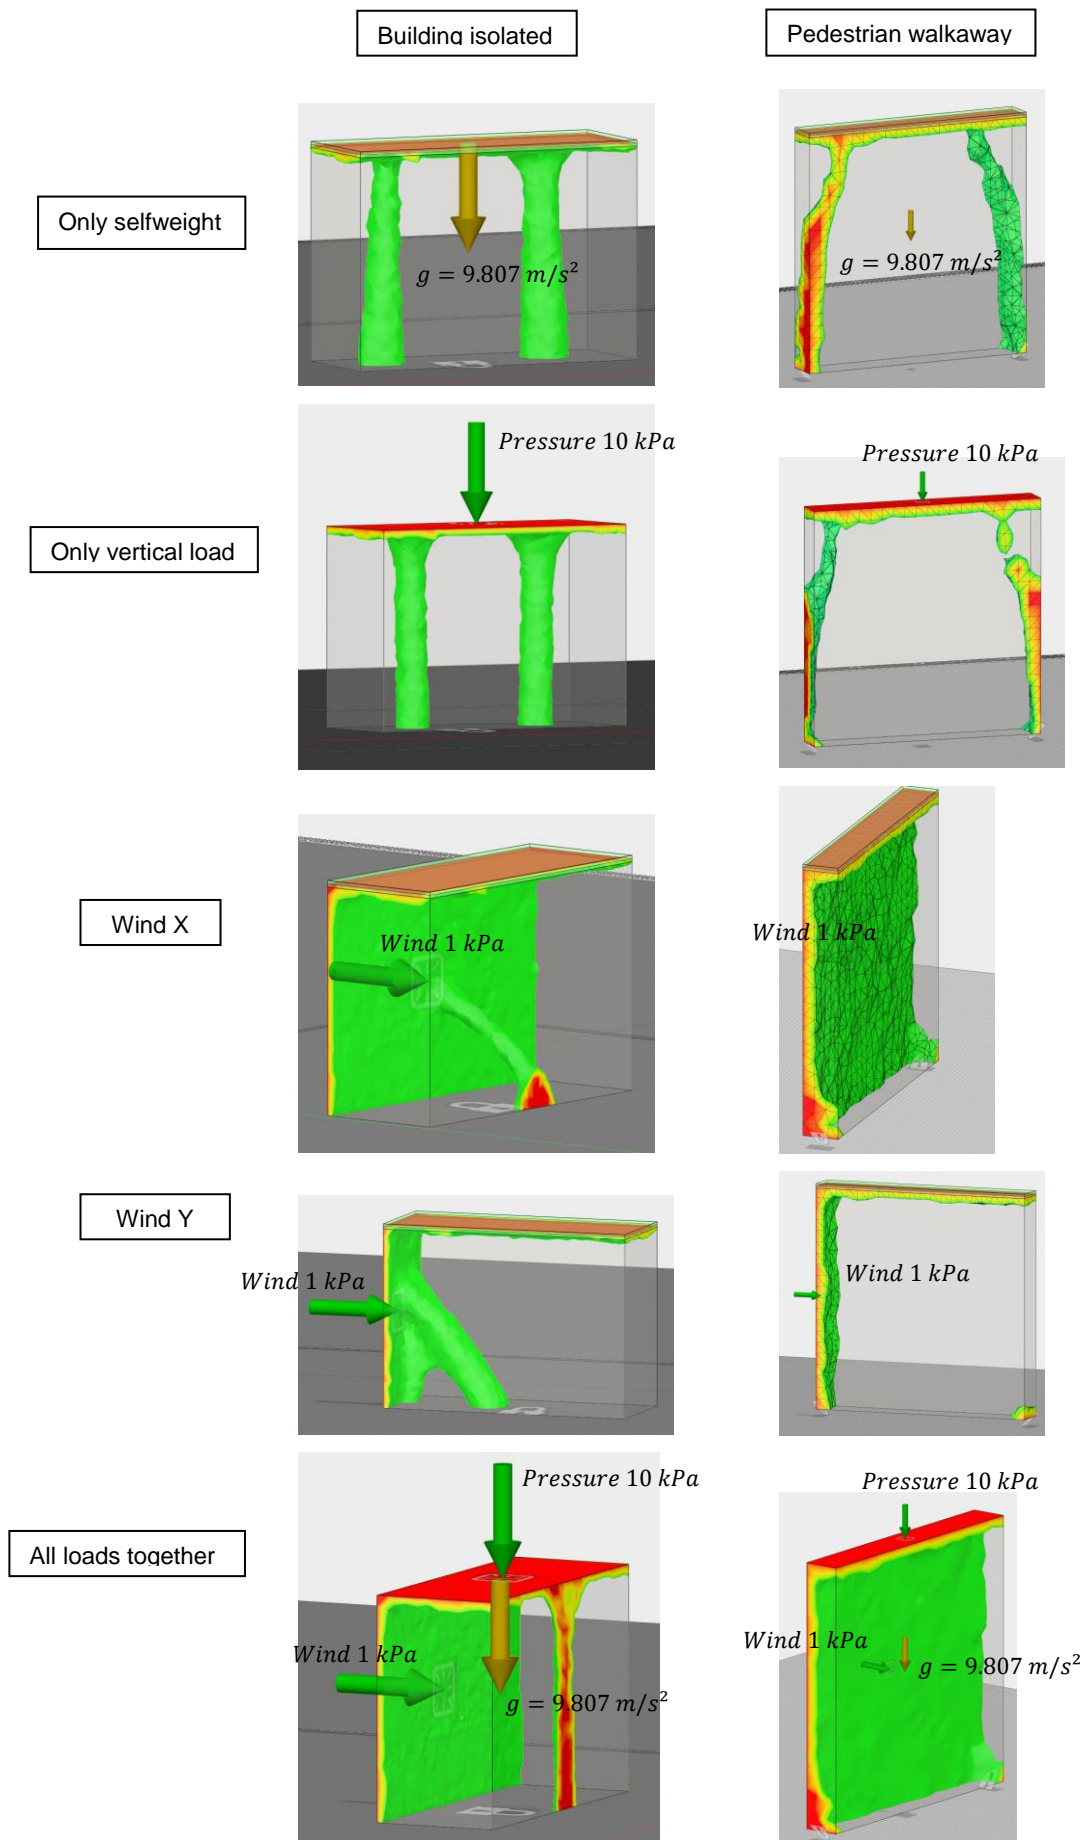 Building isolated
Pedestrian walkaway
Only selfweight
g = 9.807 m/s²
g = 9.807 m/s²
Pressure 10 kPa
Pressure 10 kPa
Only vertical load
Wind X
Wind 1 kPa
Wind 1 kPa
Wind Y
Wind 1 kPa
Wind 1 kPa
Pressure 10 kPa
Pressure 10 kPa
All loads together
Wind 1 kPa
Wind 1 kPa
g = 9.807 m/s²
g = 9.807 m/s²